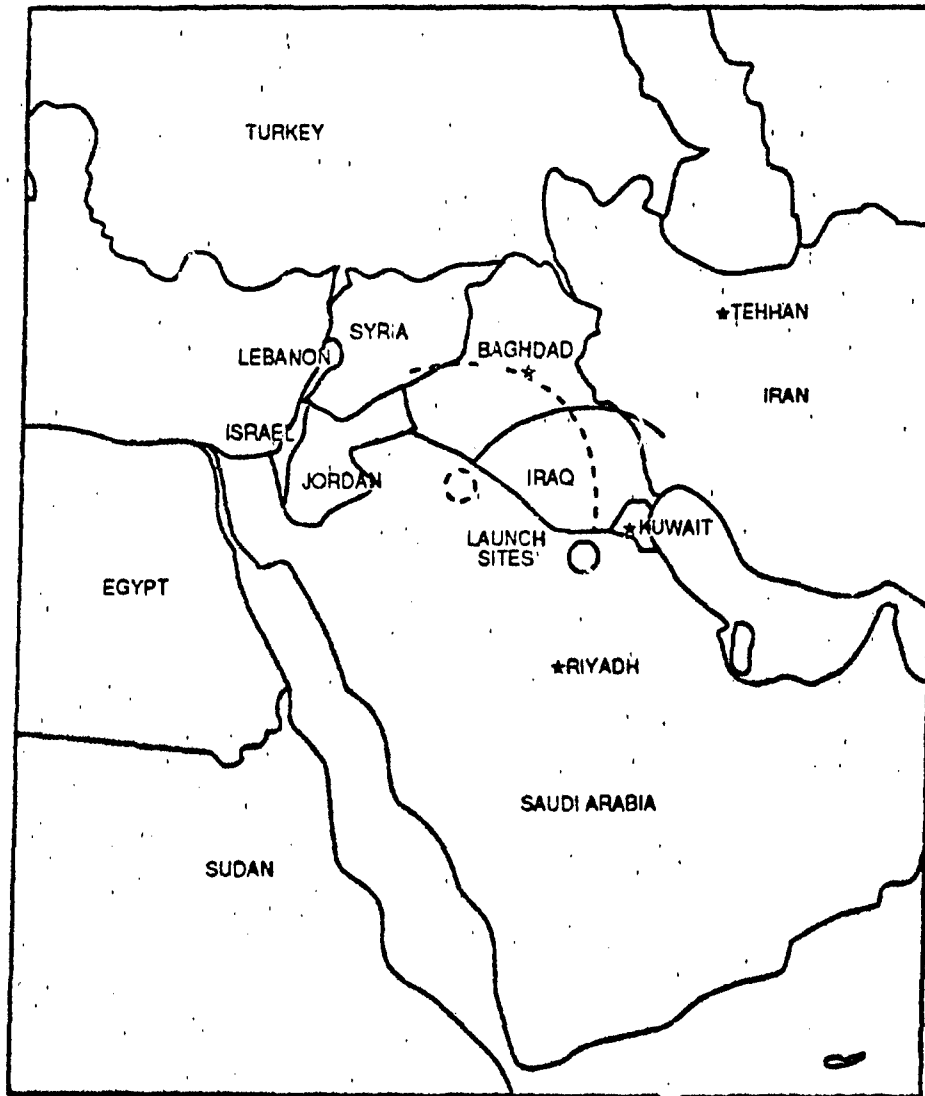 TURKEY
★TEHHAN
SYRIA
BAGHDAD
LEBANON
IRAN
ISRAEL
JORDAN
IRAQ
★KUWAIT
LAUNCH
SITES
EGYPT
★RIYADH
SAUDI ARABIA
SUDAN